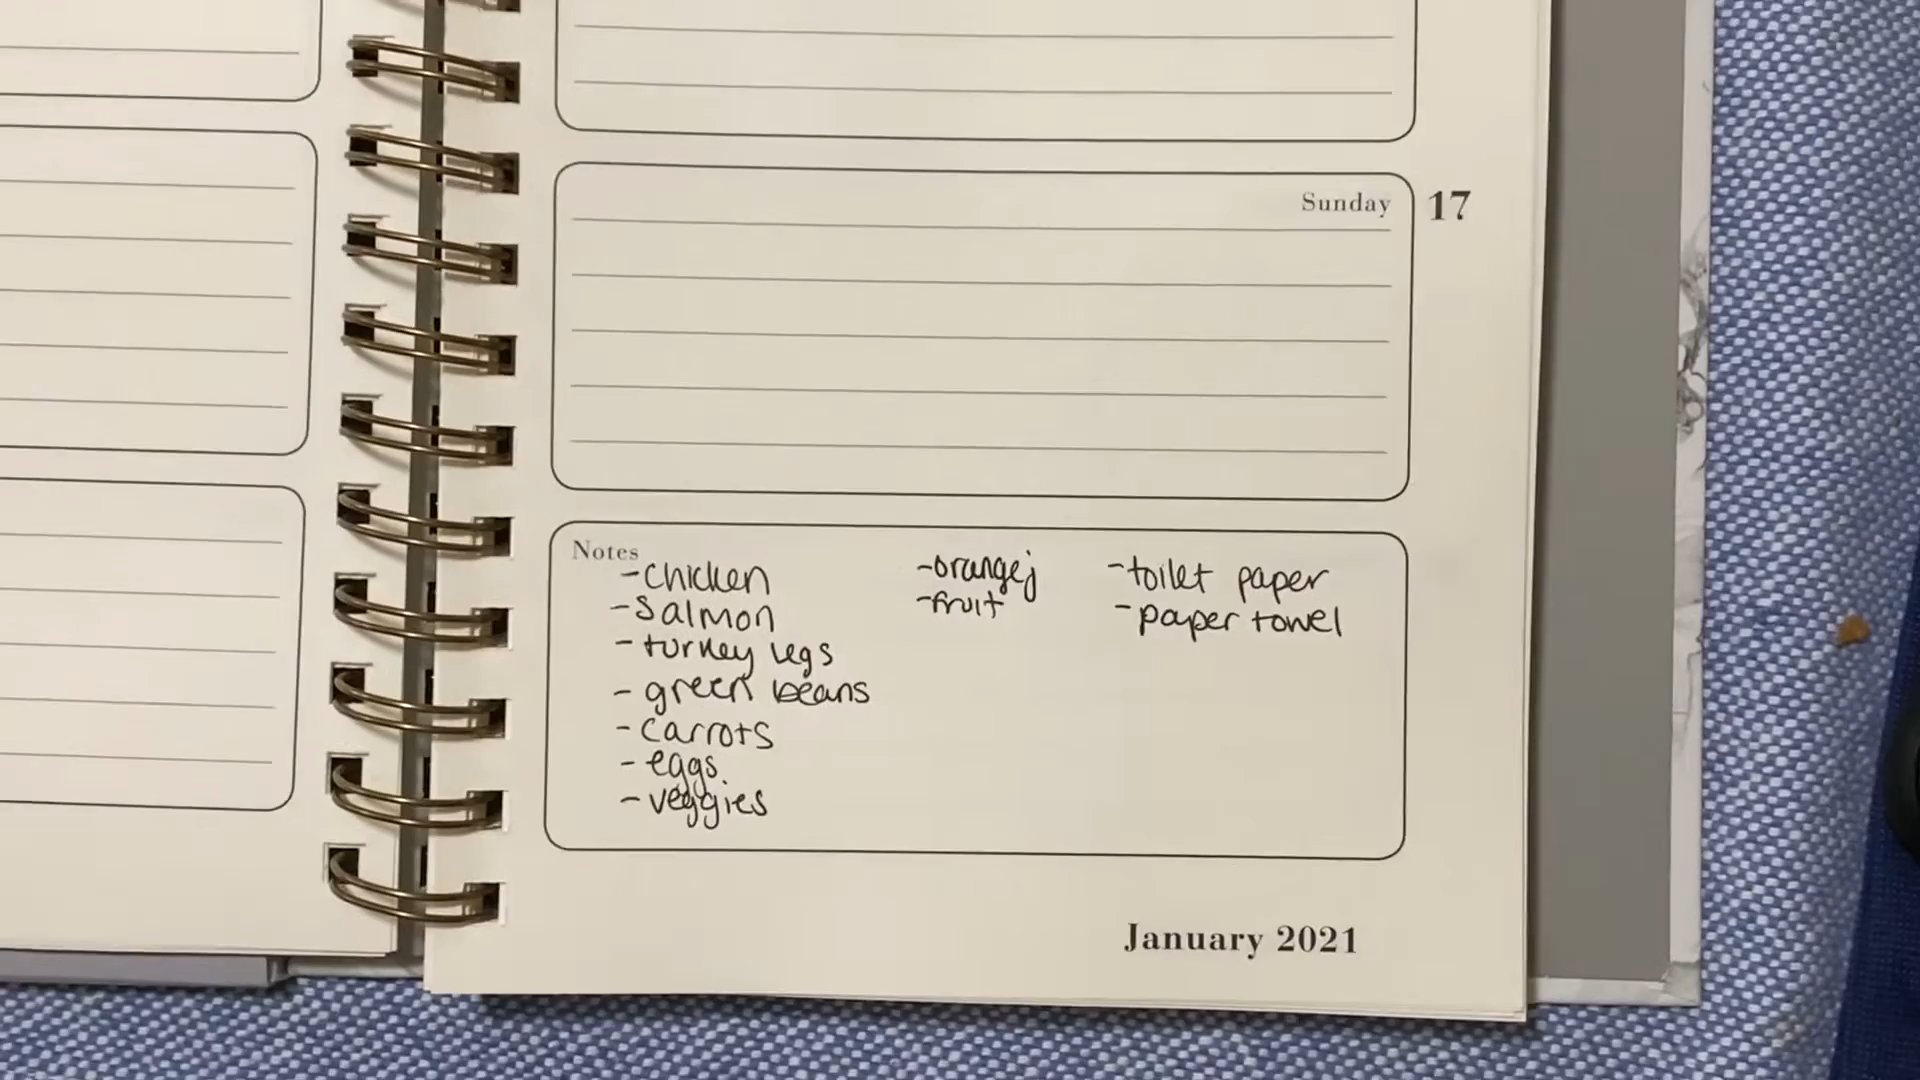 Sunday 17
Notes
-chicken
-salmon
-turkey legs
-green beans
-carrots
-eggs
-veggies
-orangej
-fruit
-toilet paper
-paper towel
January 2021